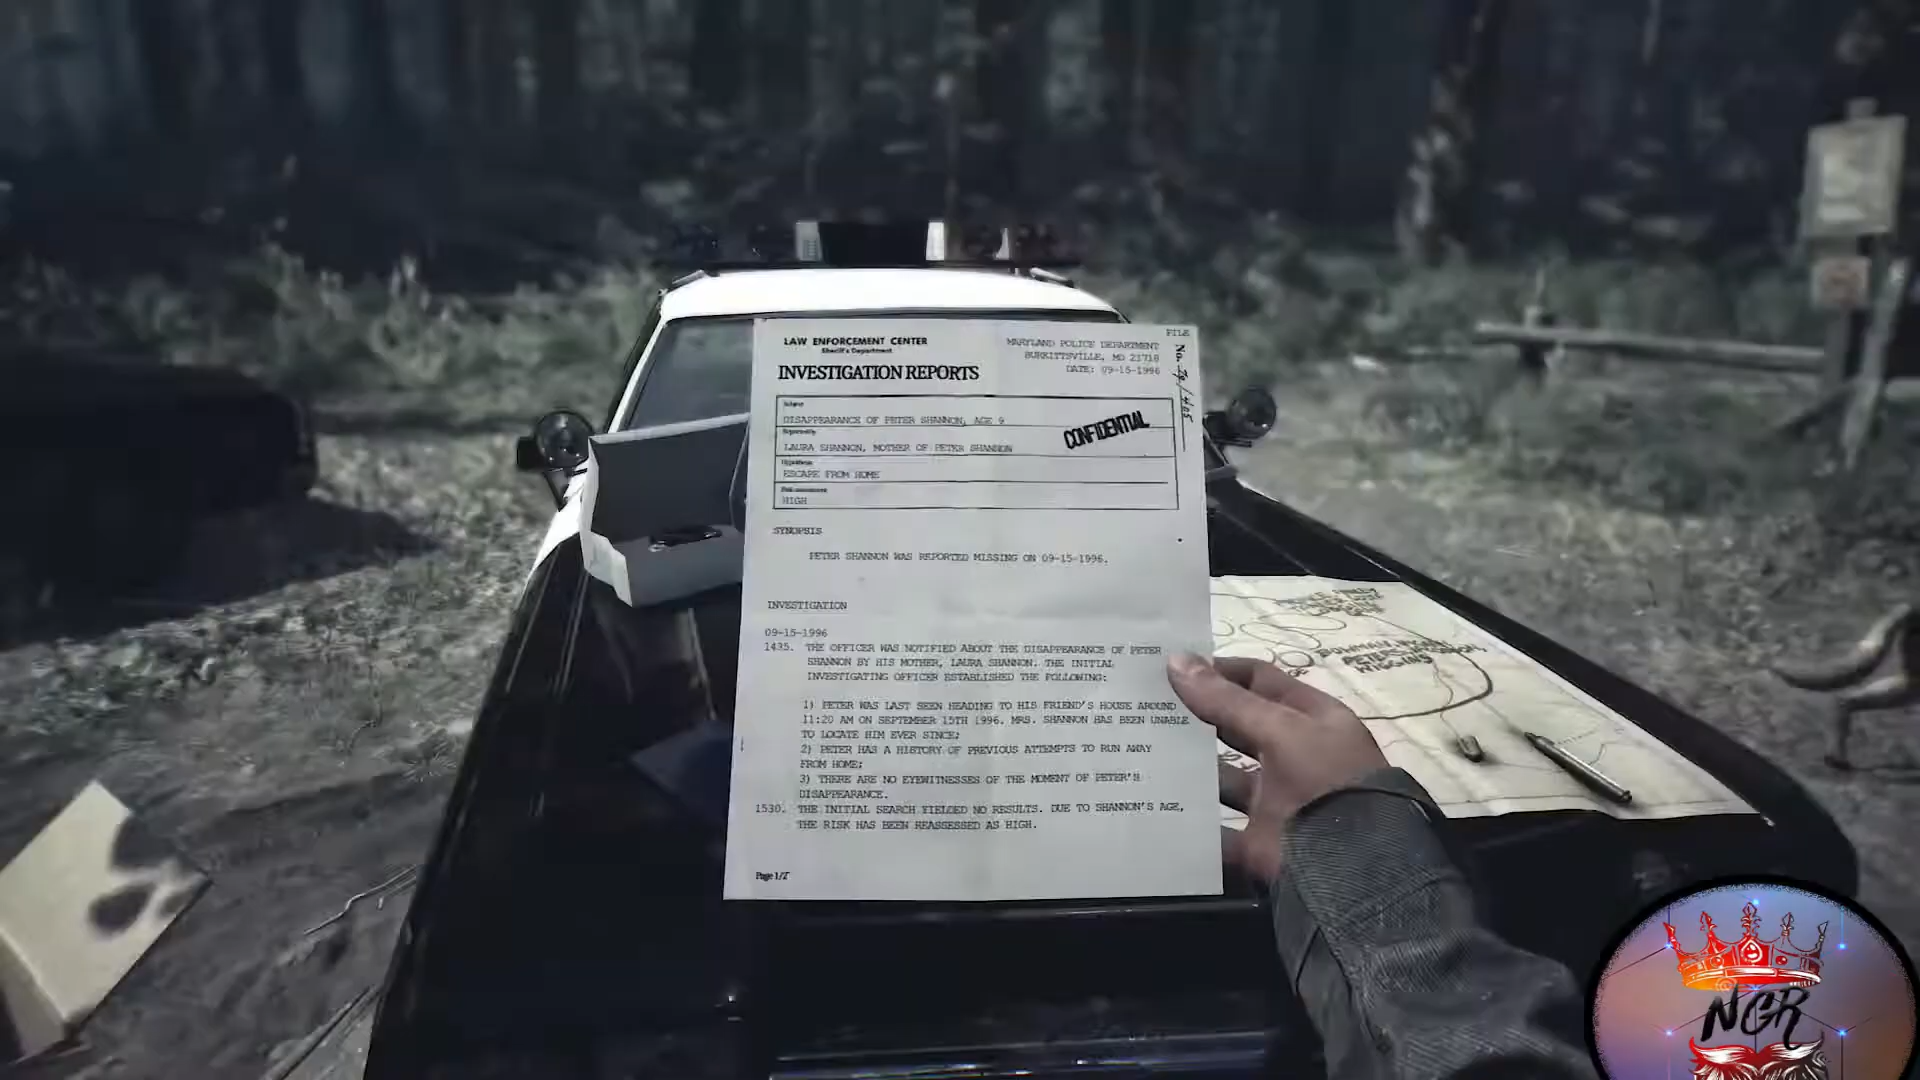 LAW ENFORCEMENT CENTER
Sheriff's Department
INVESTIGATION REPORTS
MARYLAND POLICE DEPARTMENT
BURKITTSVILLE, MD 21718
DATE: 09-15-1996
FILE
No.
Subject
DISAPPEARANCE OF PETER SHANNON, AGE 9
Reported by
LAURA SHANNON, MOTHER OF PETER SHANNON
Hypothesis
ESCAPE FROM HOME
Risk assessment
HIGH
CONFIDENTIAL
SYNOPSIS
PETER SHANNON WAS REPORTED MISSING ON 09-15-1996.
INVESTIGATION
09-15-1996
1435. THE OFFICER WAS NOTIFIED ABOUT THE DISAPPEARANCE OF PETER
SHANNON BY HIS MOTHER, LAURA SHANNON. THE INITIAL
INVESTIGATING OFFICER ESTABLISHED THE FOLLOWING:
1) PETER WAS LAST SEEN HEADING TO HIS FRIEND'S HOUSE AROUND
11:20 AM ON SEPTEMBER 15TH 1996. MRS. SHANNON HAS BEEN UNABLE
TO LOCATE HIM EVER SINCE;
2) PETER HAS A HISTORY OF PREVIOUS ATTEMPTS TO RUN AWAY
FROM HOME;
3) THERE ARE NO EYEWITNESSES OF THE MOMENT OF PETER'S
DISAPPEARANCE.
1530. THE INITIAL SEARCH YIELDED NO RESULTS. DUE TO SHANNON'S AGE,
THE RISK HAS BEEN REASSESSED AS HIGH.
Page 1/2
NGR